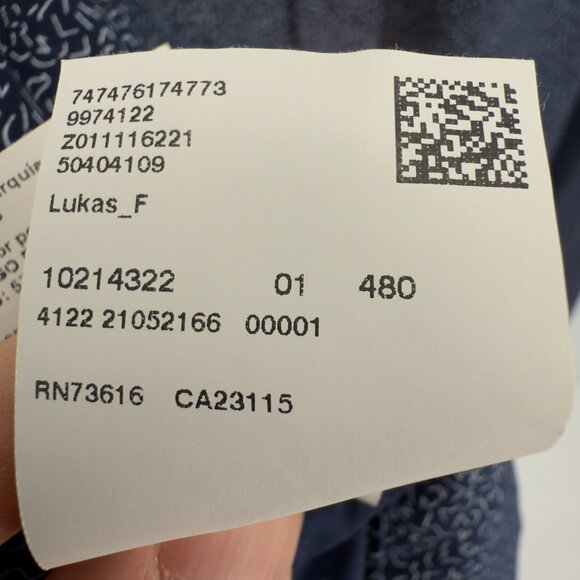 747476174773
9974122
Z011116221
50404109
Lukas_F
10214322 01 480
4122 21052166 00001
RN73616 CA23115